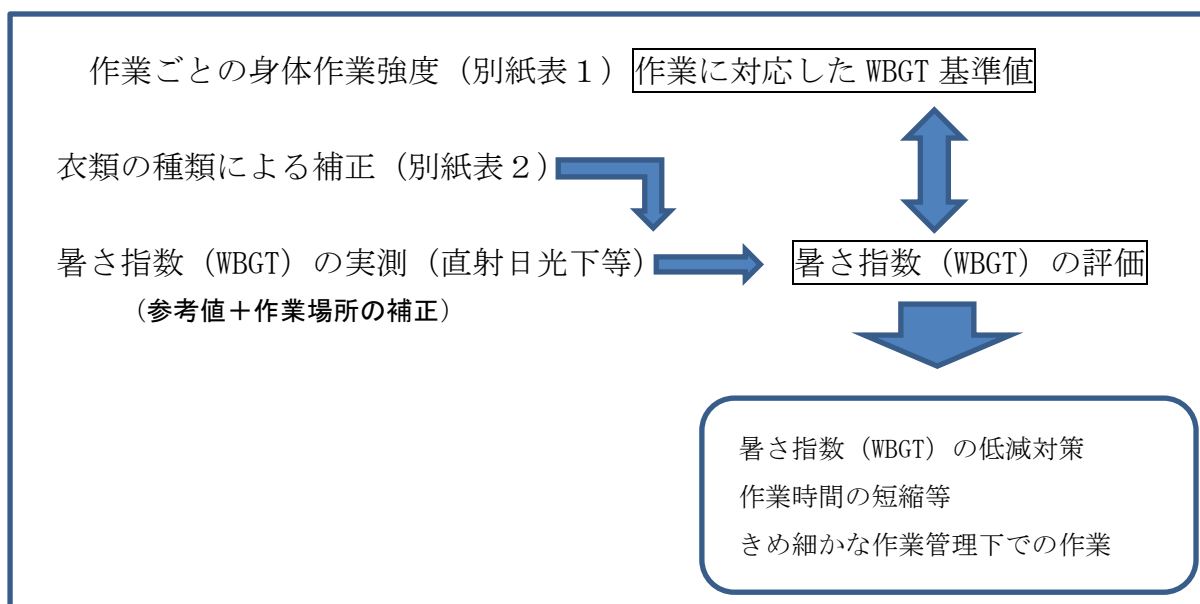 作業ごとの身体作業強度（別紙表１）作業に対応した WBGT 基準値
衣類の種類による補正（別紙表２）
暑さ指数（WBGT）の実測（直射日光下等）
暑さ指数（WBGT）の評価
（参考値＋作業場所の補正）
暑さ指数（WBGT）の低減対策
作業時間の短縮等
きめ細かな作業管理下での作業